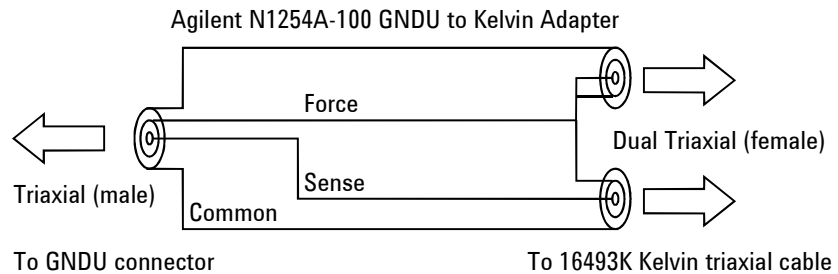 Agilent N1254A-100 GNDU to Kelvin Adapter
Force
Dual Triaxial (female)
Triaxial (male)
Sense
Common
To GNDU connector
To 16493K Kelvin triaxial cable